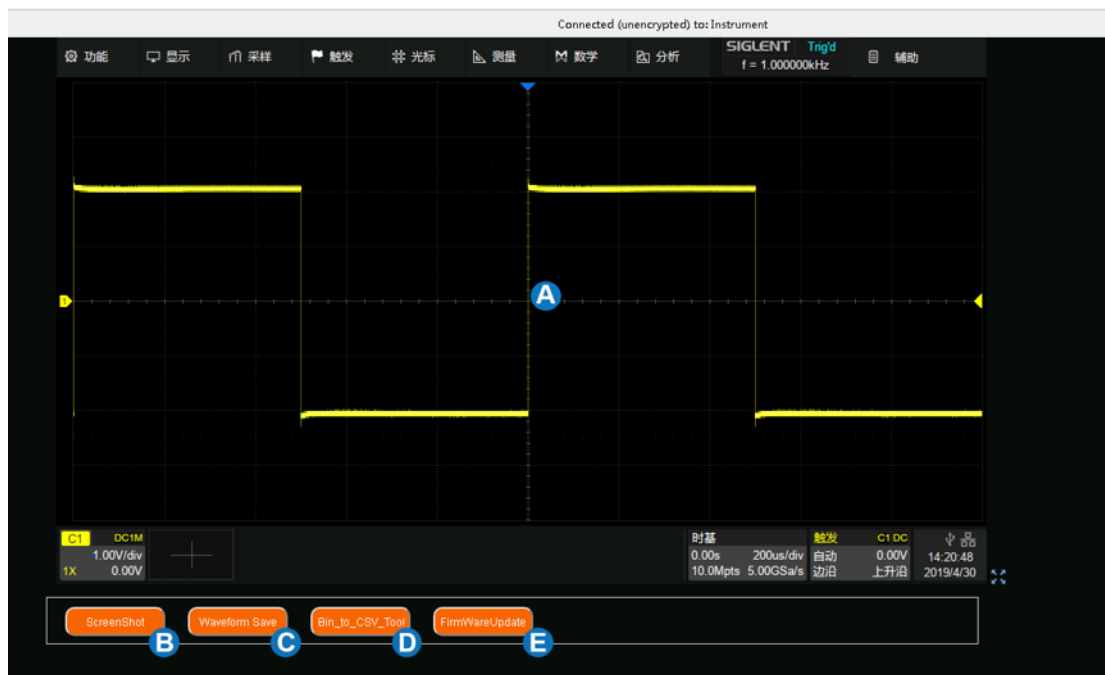 Connected (unencrypted) to: Instrument
功能 显示 采样 触发 光标 测量 数学 分析 SIGLENT Trig'd 辅助
f = 1.000000kHz
A
1
C1 DC1M
1.00V/div
1X 0.00V
时基
0.00s 200us/div
10.0Mpts 5.00GSa/s
触发 C1 DC
自动 0.00V
边沿 上升沿
14:20:48
2019/4/30
ScreenShot B
Waveform Save C
Bin_to_CSV_Tool D
FirmWareUpdate E